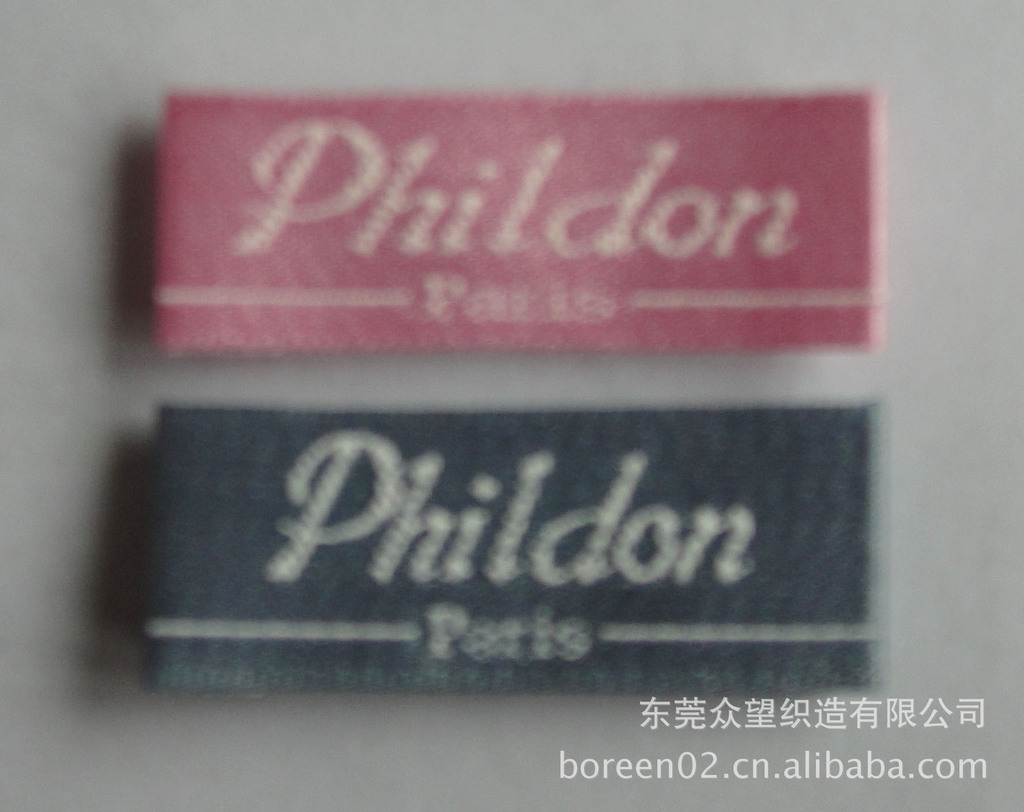 Phildon
Paris
Phildon
Paris
东莞众望织造有限公司
boreen02.cn.alibaba.com